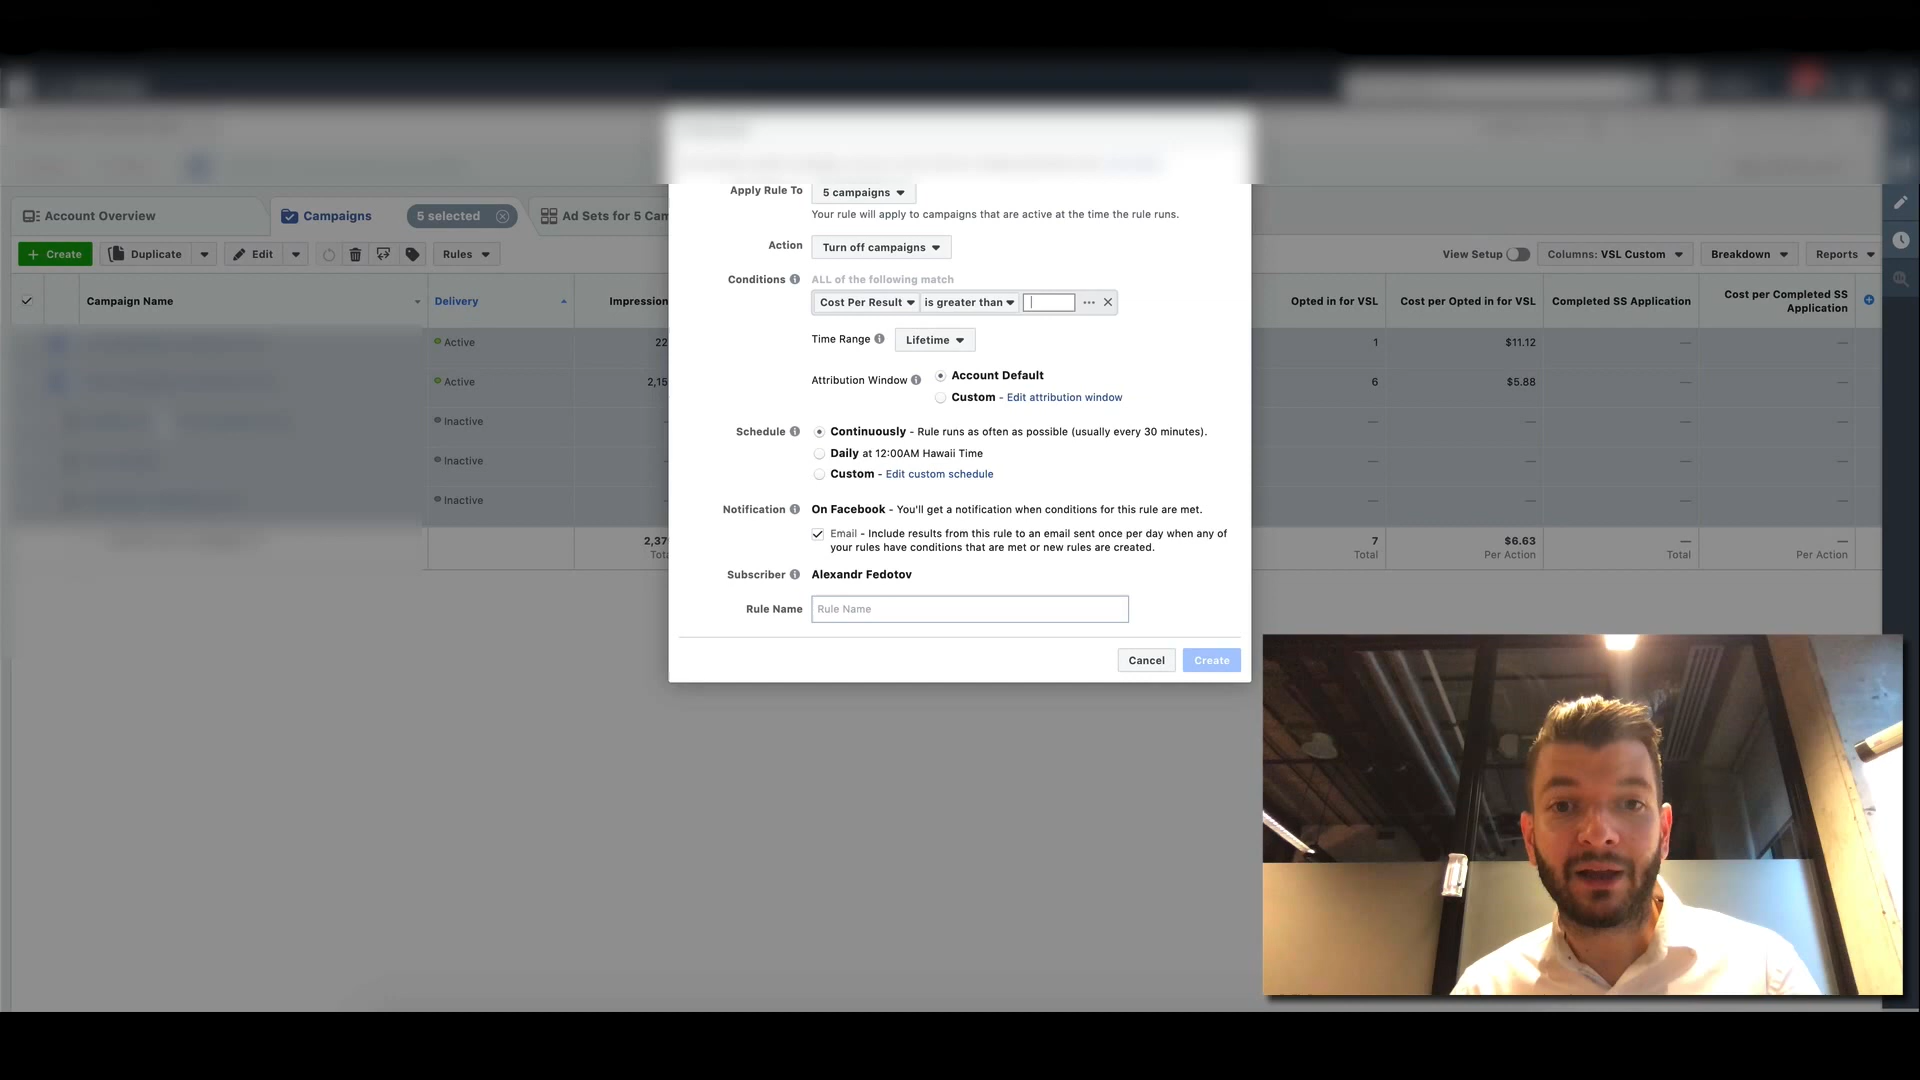 Apply Rule To
5 campaigns
Your rule will apply to campaigns that are active at the time the rule runs.
Account Overview
Campaigns
5 selected
Ad Sets for 5 Cam
Action
Turn off campaigns
Create
Duplicate
Edit
Rules
View Setup
Columns: VSL Custom
Breakdown
Reports
Conditions
ALL of the following match
Cost Per Result
is greater than
Campaign Name
Delivery
Impression
Opted in for VSL
Cost per Opted in for VSL
Completed SS Application
Cost per Completed SS
Application
Time Range
Lifetime
Active
22
1
$11.12
—
—
Attribution Window
Account Default
Custom - Edit attribution window
Active
2,15
6
$5.88
—
—
Inactive
—
—
—
—
Schedule
Continuously - Rule runs as often as possible (usually every 30 minutes).
Daily at 12:00AM Hawaii Time
Custom - Edit custom schedule
Inactive
—
—
—
—
Inactive
—
—
—
—
Notification
On Facebook - You'll get a notification when conditions for this rule are met.
Email - Include results from this rule to an email sent once per day when any of
your rules have conditions that are met or new rules are created.
2,37
7
Total
$6.63
Per Action
—
Total
—
Per Action
Subscriber
Alexandr Fedotov
Rule Name
Rule Name
Cancel
Create